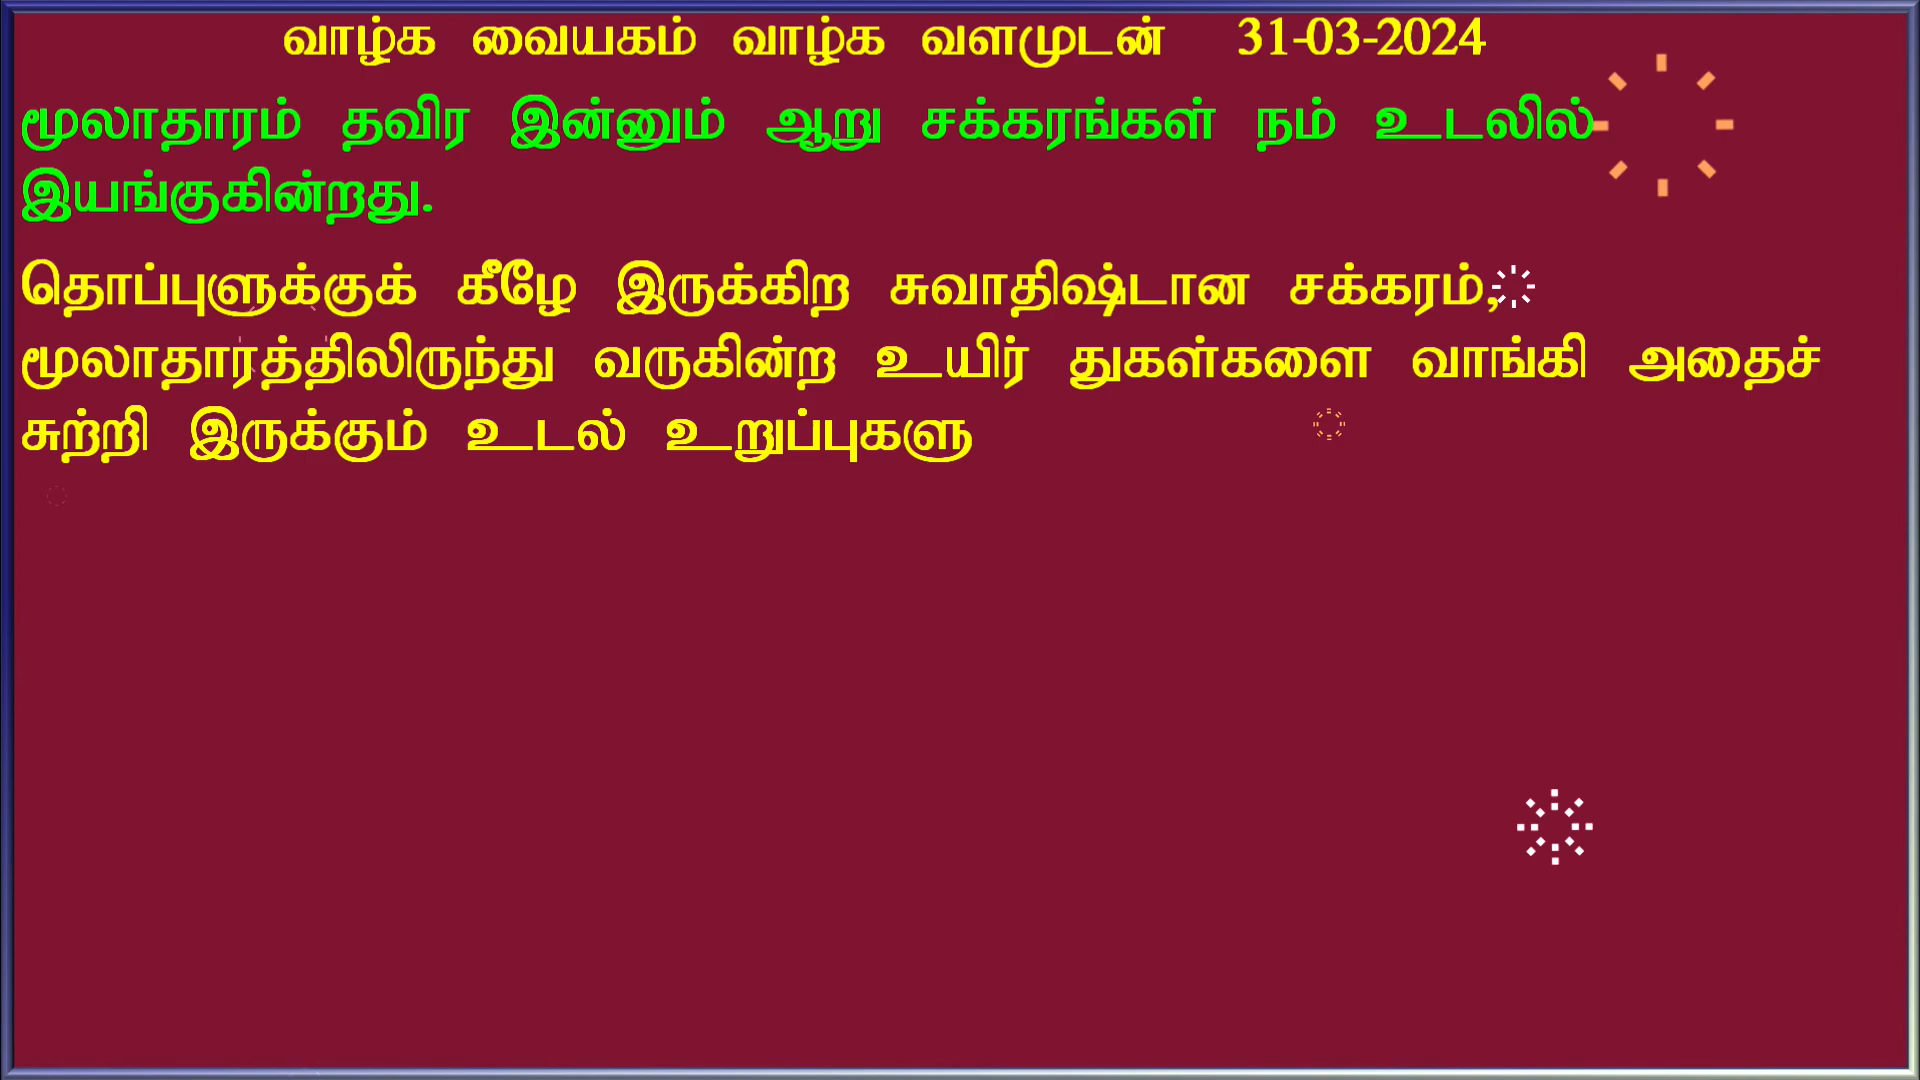 வாழ்க வையகம் வாழ்க வளமுடன் 31-03-2024
மூலாதாரம் தவிர இன்னும் ஆறு சக்கரங்கள் நம் உடலில்
இயங்குகின்றது.
தொப்புளுக்குக் கீழே இருக்கிற சுவாதிஷ்டான சக்கரம்,
மூலாதாரத்திலிருந்து வருகின்ற உயிர் துகள்களை வாங்கி அதைச்
சுற்றி இருக்கும் உடல் உறுப்புகளு